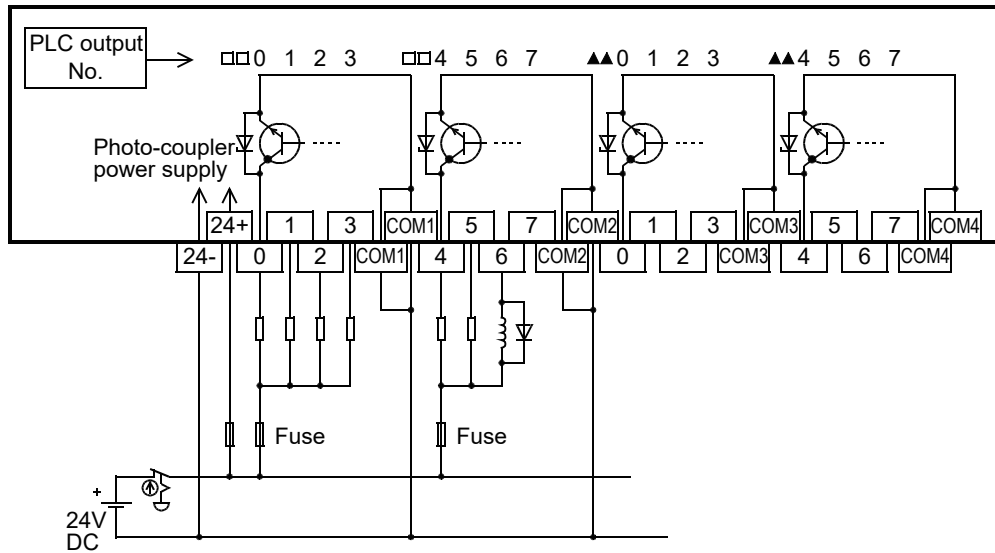 PLC output
No.
□□0 1 2 3 □□4 5 6 7 ▲▲0 1 2 3 ▲▲4 5 6 7
Photo-coupler
power supply
24+ 1 3 COM1 5 7 COM2 1 3 COM3 5 7 COM4
24- 0 2 COM1 4 6 COM2 0 2 COM3 4 6 COM4
Fuse Fuse
+
24V
DC